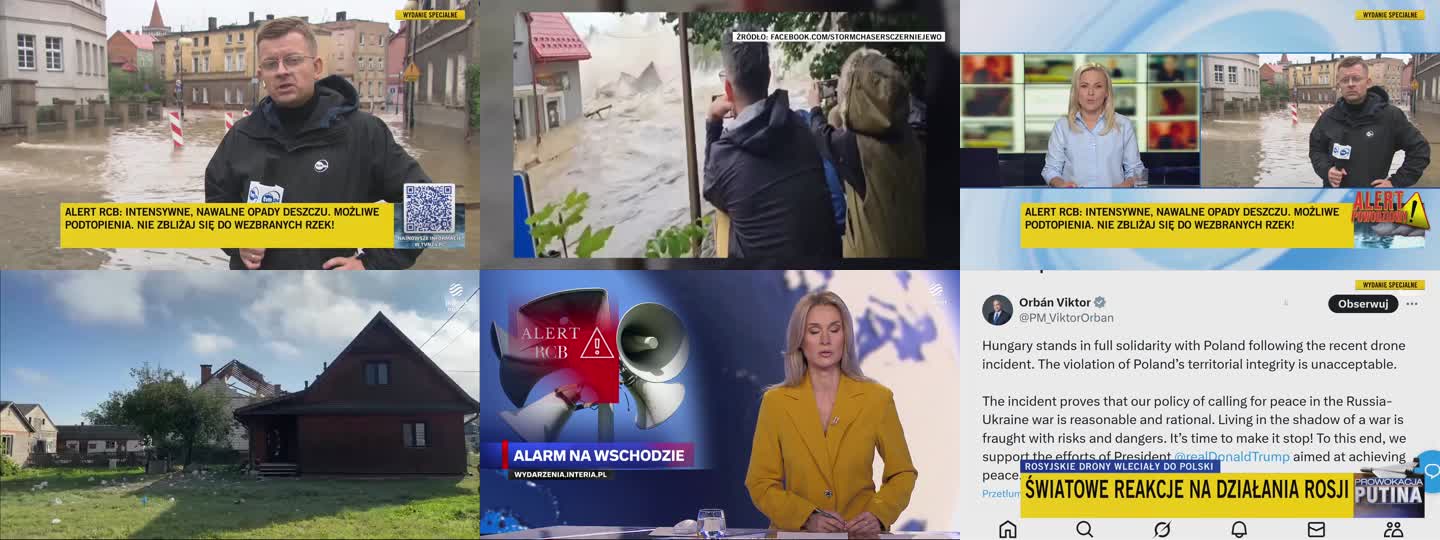 WYDANIE SPECJALNE
ALERT RCB: INTENSYWNE, NAWALNE OPADY DESZCZU. MOŻLIWE
PODTOPIENIA. NIE ZBLIŻAJ SIĘ DO WEZBRANYCH RZEK!
NAJNOWSZE INFORMACJE
W TVN24.PL
ŹRÓDŁO: FACEBOOK.COM/STORMCHASERSCZERNIEJEWO
WYDANIE SPECJALNE
ALERT RCB: INTENSYWNE, NAWALNE OPADY DESZCZU. MOŻLIWE
PODTOPIENIA. NIE ZBLIŻAJ SIĘ DO WEZBRANYCH RZEK!
ALERT
POWODZIOWY
ALERT
RCB
ALARM NA WSCHODZIE
WYDARZENIA.INTERIA.PL
WYDANIE SPECJALNE
Orbán Viktor
@PM_ViktorOrban
Obserwuj
Hungary stands in full solidarity with Poland following the recent drone
incident. The violation of Poland's territorial integrity is unacceptable.
The incident proves that our policy of calling for peace in the Russia-
Ukraine war is reasonable and rational. Living in the shadow of a war is
fraught with risks and dangers. It's time to make it stop! To this end, we
support the efforts of President @realDonaldTrump aimed at achieving
peace.
ROSYJSKIE DRONY WLECIAŁY DO POLSKI
ŚWIATOWE REAKCJE NA DZIAŁANIA ROSJI
PROWOKACJA
PUTINA